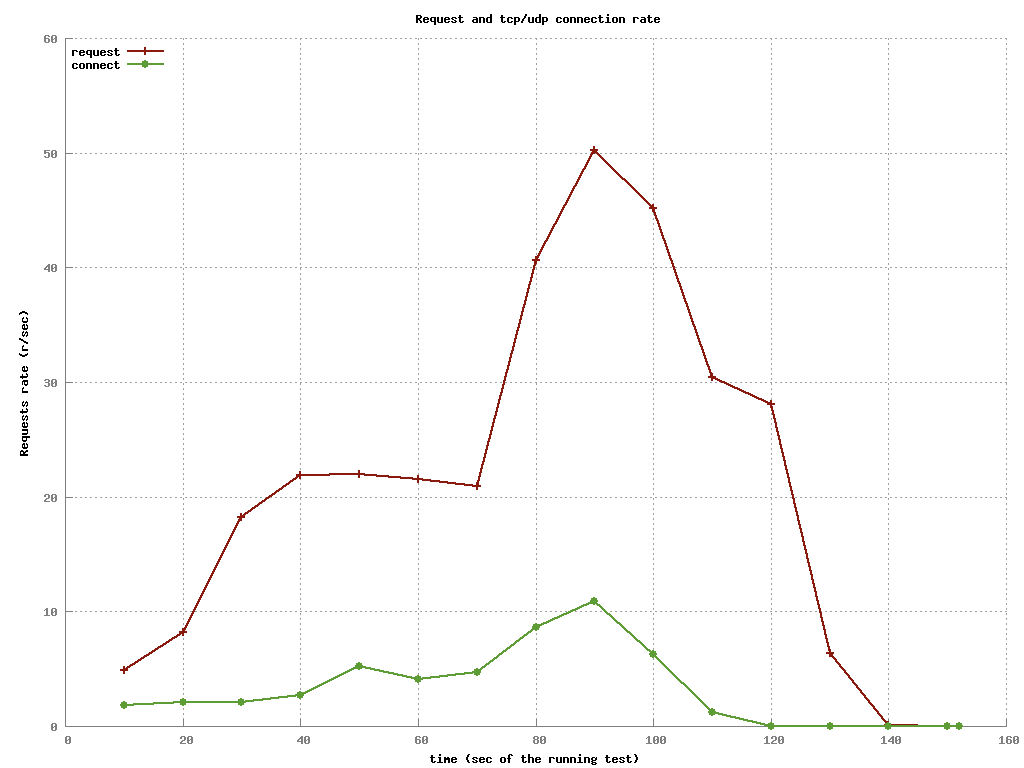 Request and tcp/udp connection rate
request
connect
60
50
40
30
20
10
0
Requests rate (r/sec)
0 20 40 60 80 100 120 140 160
time (sec of the running test)